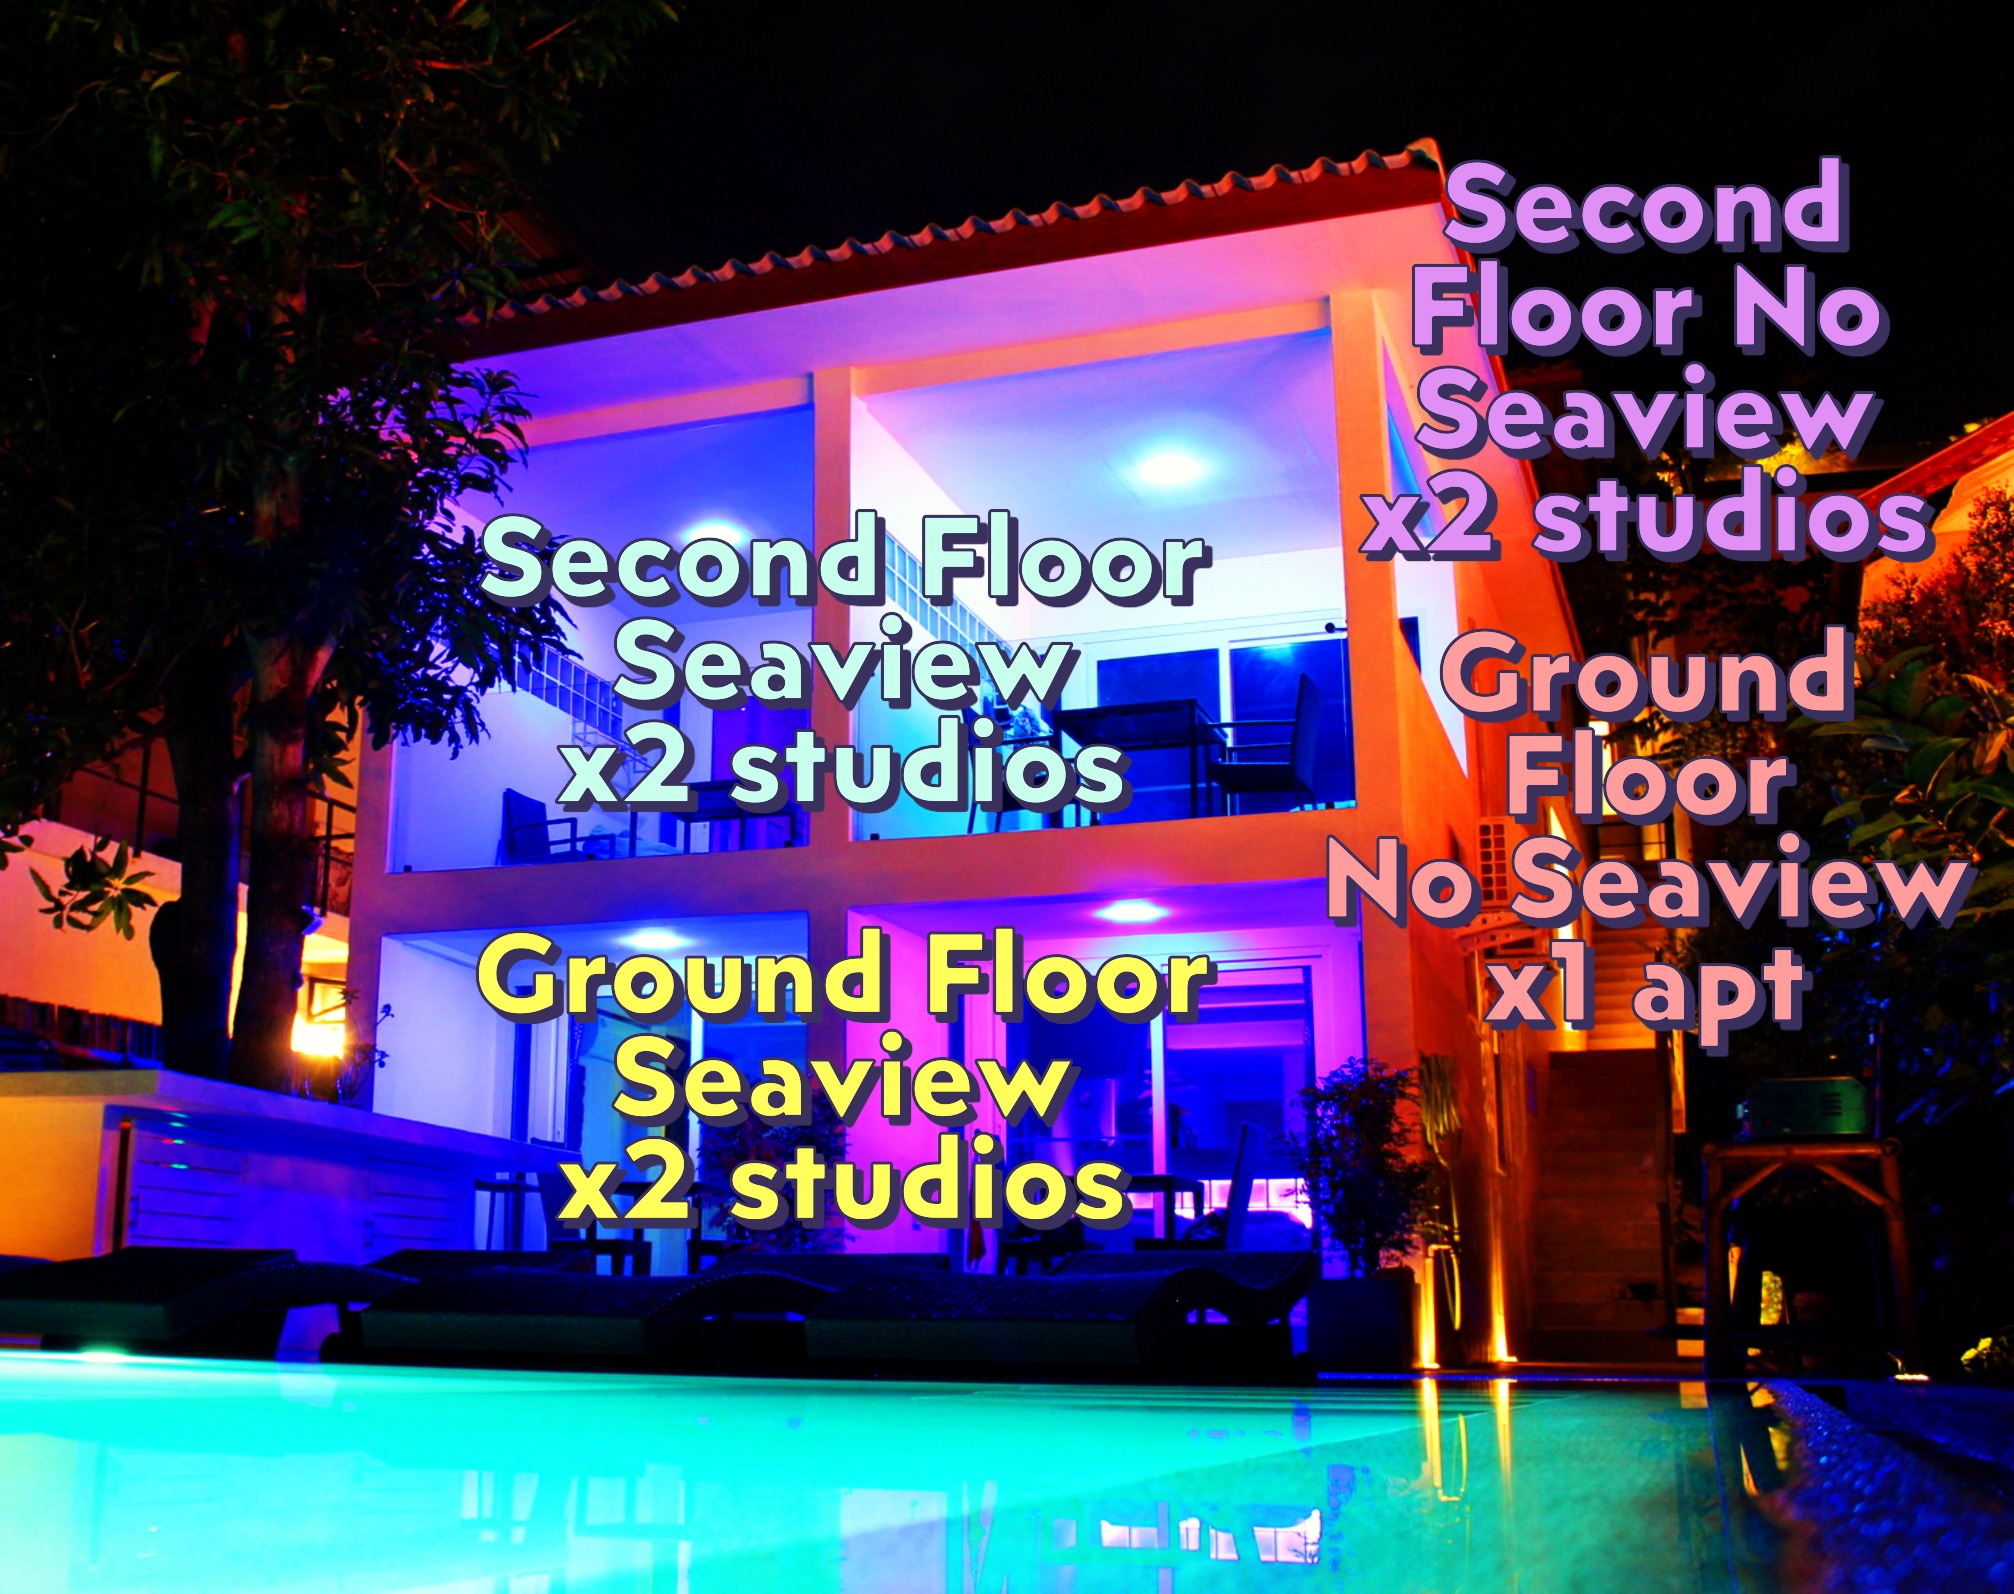 Second Floor
Seaview
x2 studios
Ground Floor
Seaview
x2 studios
Second
Floor No
Seaview
x2 studios
Ground
Floor
No Seaview
x1 apt